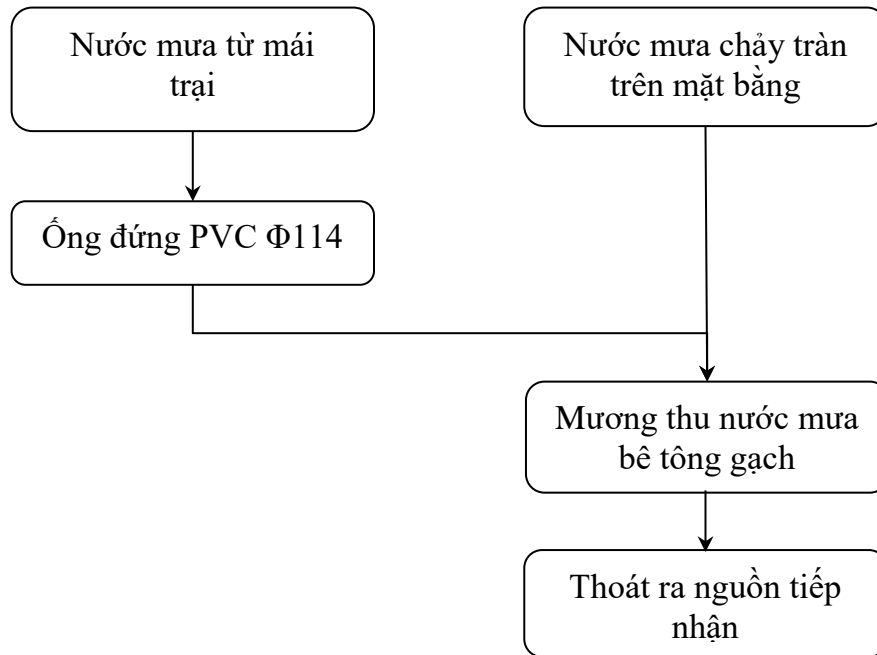 Nước mưa từ mái
trại
Nước mưa chảy tràn
trên mặt bằng
Ống đứng PVC Φ114
Mương thu nước mưa
bê tông gạch
Thoát ra nguồn tiếp
nhận